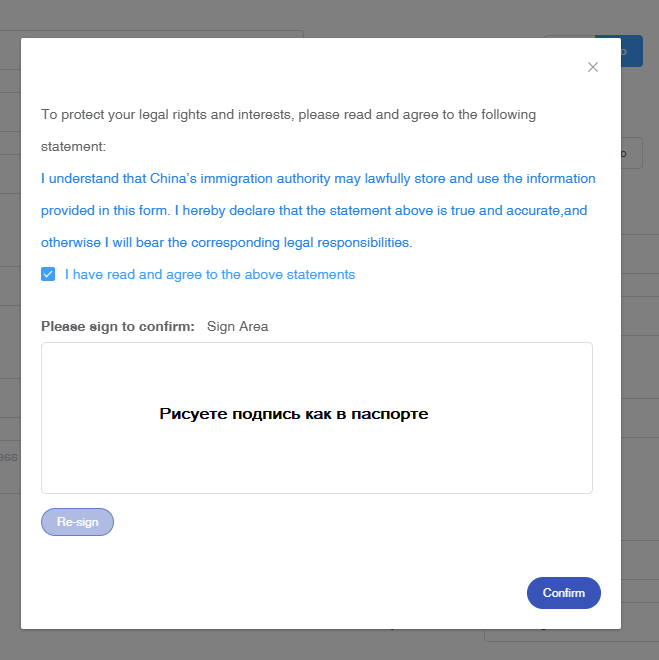 To protect your legal rights and interests, please read and agree to the following
statement:
I understand that China's immigration authority may lawfully store and use the information
provided in this form. I hereby declare that the statement above is true and accurate,and
otherwise I will bear the corresponding legal responsibilities.
I have read and agree to the above statements
Please sign to confirm: Sign Area
Рисуете подпись как в паспорте
Re-sign
Confirm